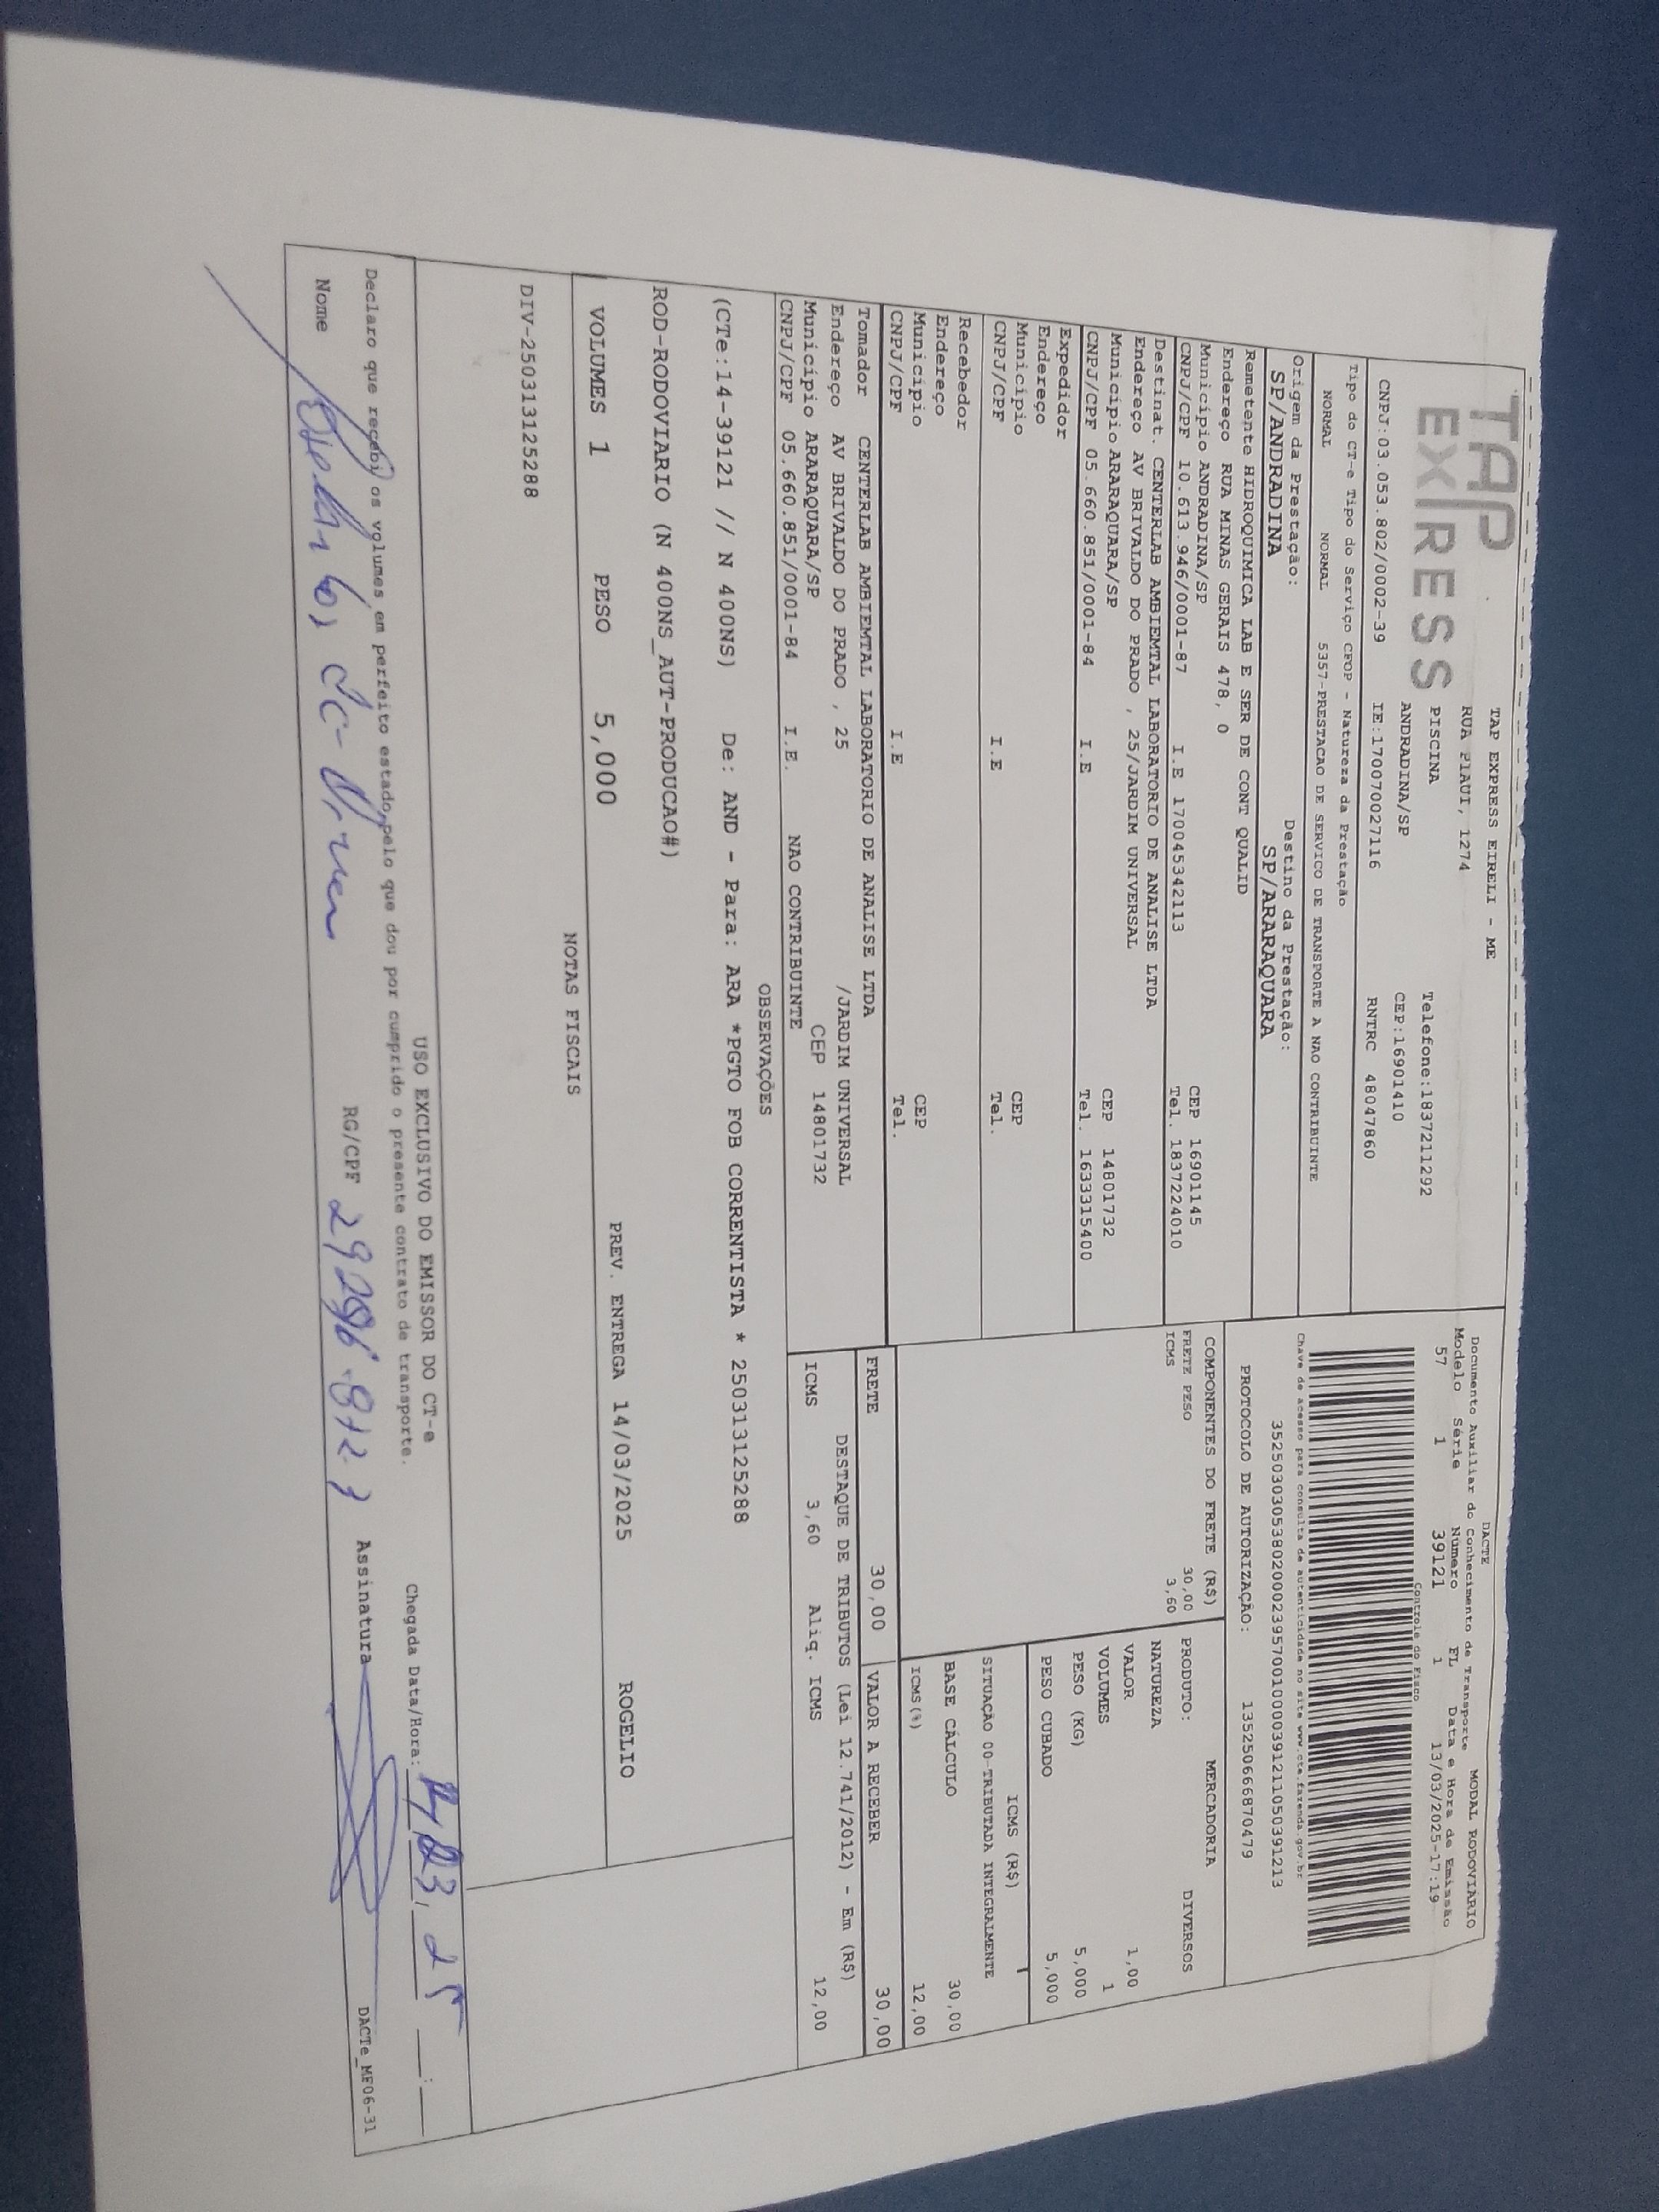 TAP
EXPRESS
TAP EXPRESS EIRELI - ME
RUA PIAUI, 1274
PISCINA
ANDRADINA/SP
Telefone:1837211292
CEP:16901410
CNPJ:03.053.802/0002-39 IE:170070027116 RNTRC 48047860
DACTE
Documento Auxiliar do Conhecimento de Transporte
MODAL RODOVIÁRIO
Modelo Série Número FL Data e Hora de Emissão
57 1 39121 1 13/03/2025-17:19
Controle do Fisco
Chave de acesso para consulta de autenticidade no site www.cte.fazenda.gov.br
35250303053802000239570010000391211050391213
PROTOCOLO DE AUTORIZAÇÃO: 135250666870479
Tipo do CT-e Tipo do Serviço CFOP - Natureza da Prestação
NORMAL NORMAL 5357-PRESTACAO DE SERVICO DE TRANSPORTE A NAO CONTRIBUINTE
Origem da Prestação: Destino da Prestação:
SP/ANDRADINA SP/ARARAQUARA
Remetente HIDROQUIMICA LAB E SER DE CONT QUALID
Endereço RUA MINAS GERAIS 478, 0
Município ANDRADINA/SP CEP 16901145
CNPJ/CPF 10.613.946/0001-87 I.E 170045342113 Tel. 1837224010
Destinat. CENTERLAB AMBIEMTAL LABORATORIO DE ANALISE LTDA
Endereço AV BRIVALDO DO PRADO , 25/JARDIM UNIVERSAL
Município ARARAQUARA/SP CEP 14801732
CNPJ/CPF 05.660.851/0001-84 I.E Tel. 1633315400
Expedidor
Endereço
Município CEP
CNPJ/CPF I.E Tel.
Recebedor
Endereço
Município CEP
CNPJ/CPF I.E Tel.
Tomador CENTERLAB AMBIEMTAL LABORATORIO DE ANALISE LTDA
Endereço AV BRIVALDO DO PRADO , 25 /JARDIM UNIVERSAL
Município ARARAQUARA/SP CEP 14801732
CNPJ/CPF 05.660.851/0001-84 I.E. NAO CONTRIBUINTE
COMPONENTES DO FRETE (R$)
FRETE PESO 30,00
ICMS 3,60
MERCADORIA
PRODUTO: DIVERSOS
NATUREZA
VALOR 1,00
VOLUMES 1
PESO (KG) 5,000
PESO CUBADO 5,000
ICMS (R$)
SITUAÇÃO 00-TRIBUTADA INTEGRALMENTE
BASE CÁLCULO 30,00
ICMS(%) 12,00
FRETE 30,00 VALOR A RECEBER 30,00
DESTAQUE DE TRIBUTOS (Lei 12.741/2012) - Em (R$)
ICMS 3,60 Aliq. ICMS 12,00
OBSERVAÇÕES
(CTe:14-39121 // N 400NS) De: AND - Para: ARA *PGTO FOB CORRENTISTA * 250313125288
ROD-RODOVIARIO (N 400NS_AUT-PRODUCAO#)
VOLUMES 1 PESO 5,000 PREV. ENTREGA 14/03/2025 ROGELIO
NOTAS FISCAIS
DIV-250313125288
USO EXCLUSIVO DO EMISSOR DO CT-e
Declaro que recebi os volumes em perfeito estado pelo que dou por cumprido o presente contrato de transporte.
Chegada Data/Hora:
Nome RG/CPF Assinatura
DACTe_MF06-31